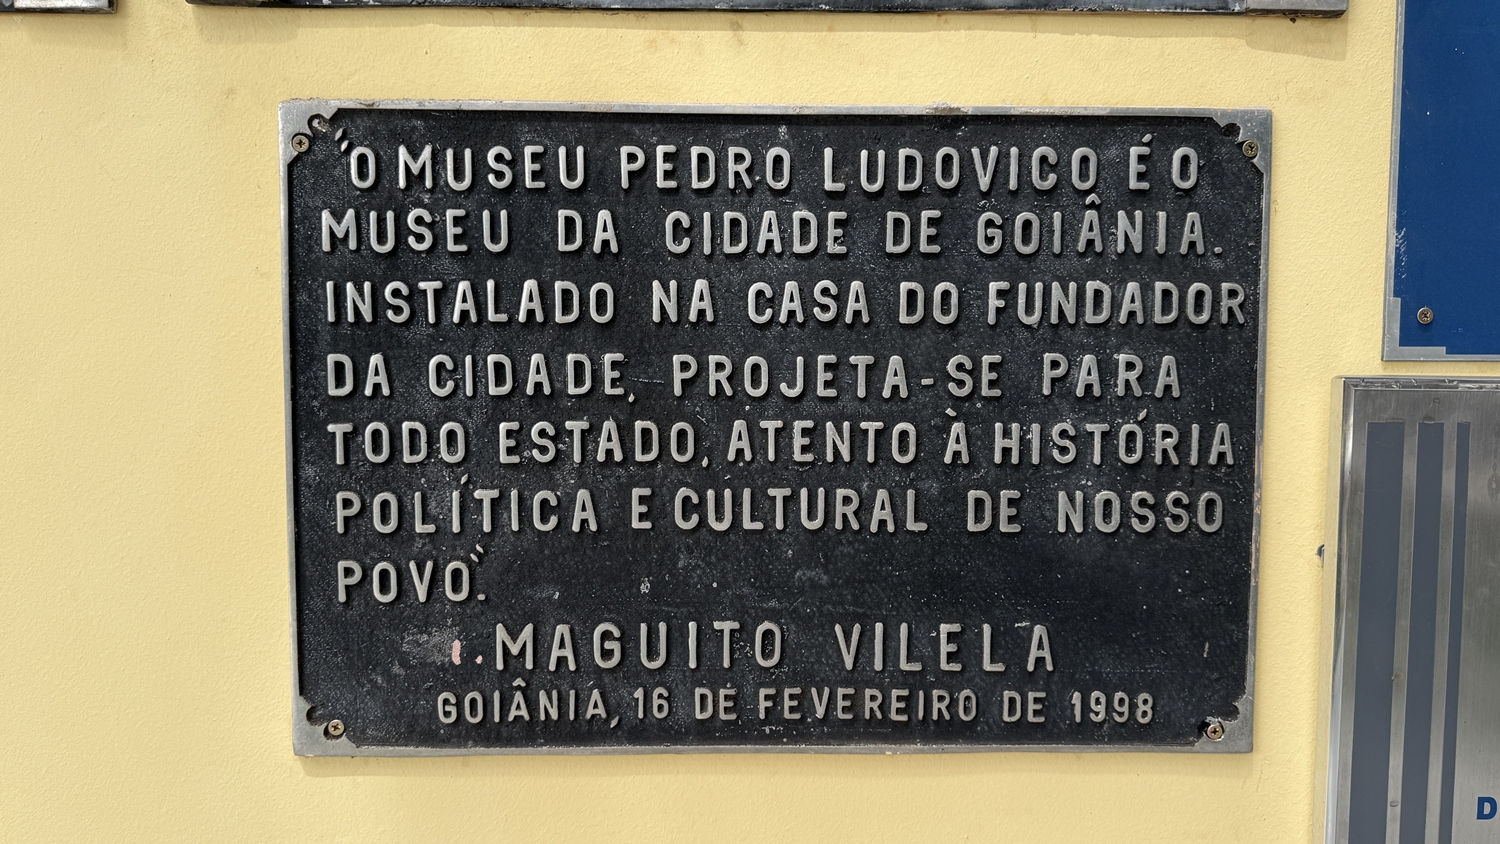 "O MUSEU PEDRO LUDOVICO É O
MUSEU DA CIDADE DE GOIÂNIA.
INSTALADO NA CASA DO FUNDADOR
DA CIDADE, PROJETA-SE PARA
TODO ESTADO, ATENTO À HISTÓRIA
POLÍTICA E CULTURAL DE NOSSO
POVO".
MAGUITO VILELA
GOIÂNIA, 16 DE FEVEREIRO DE 1998
D